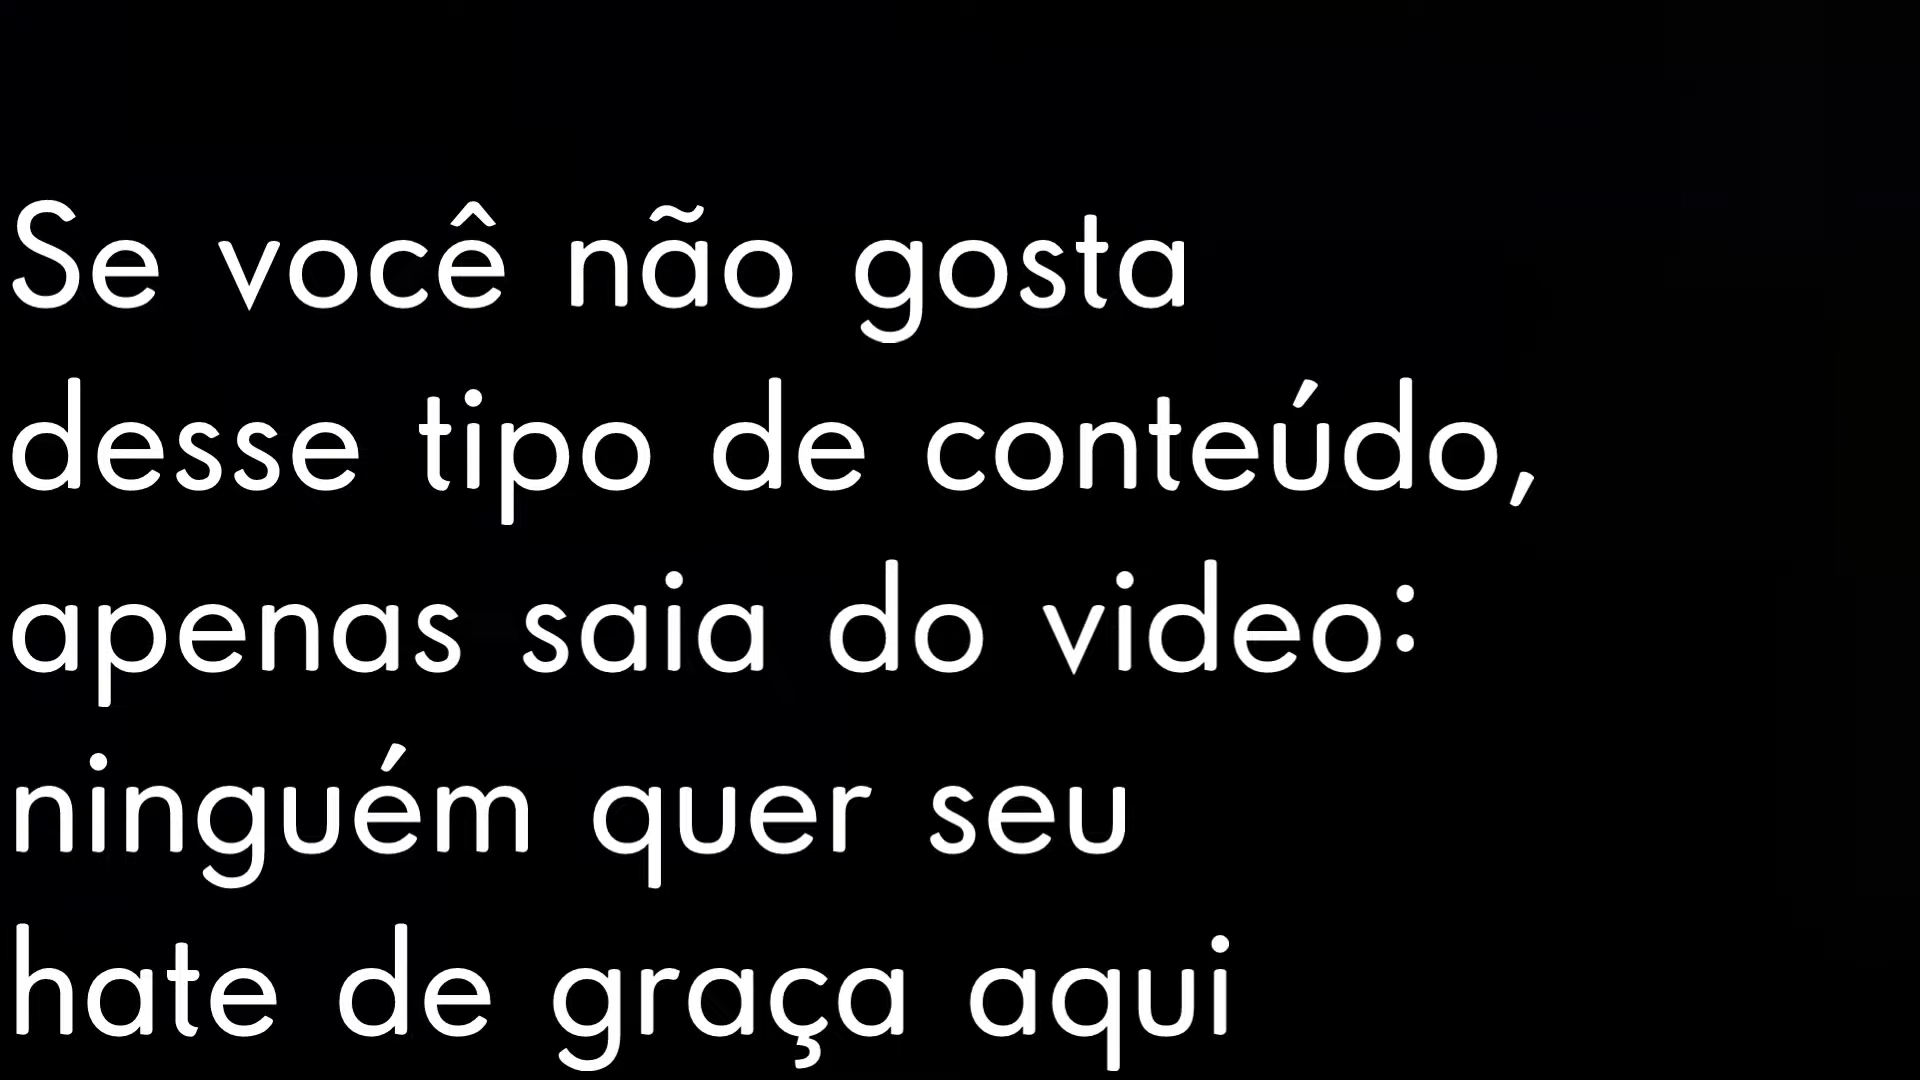 Se você não gosta
desse tipo de conteúdo,
apenas saia do video:
ninguém quer seu
hate de graça aqui